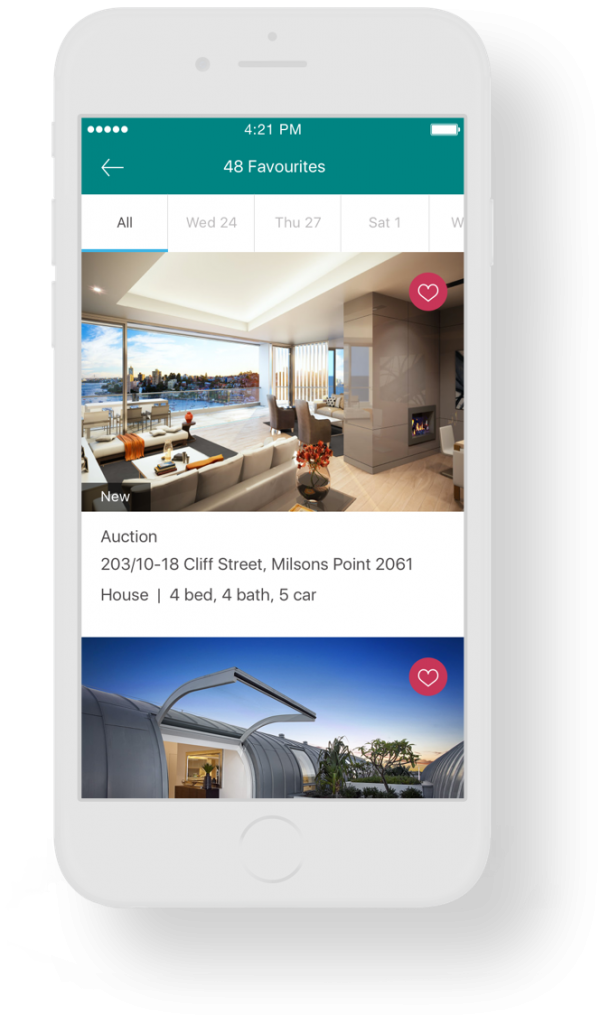 4:21 PM
48 Favourites
All
Wed 24
Thu 27
Sat 1
W
New
Auction
203/10-18 Cliff Street, Milsons Point 2061
House | 4 bed, 4 bath, 5 car